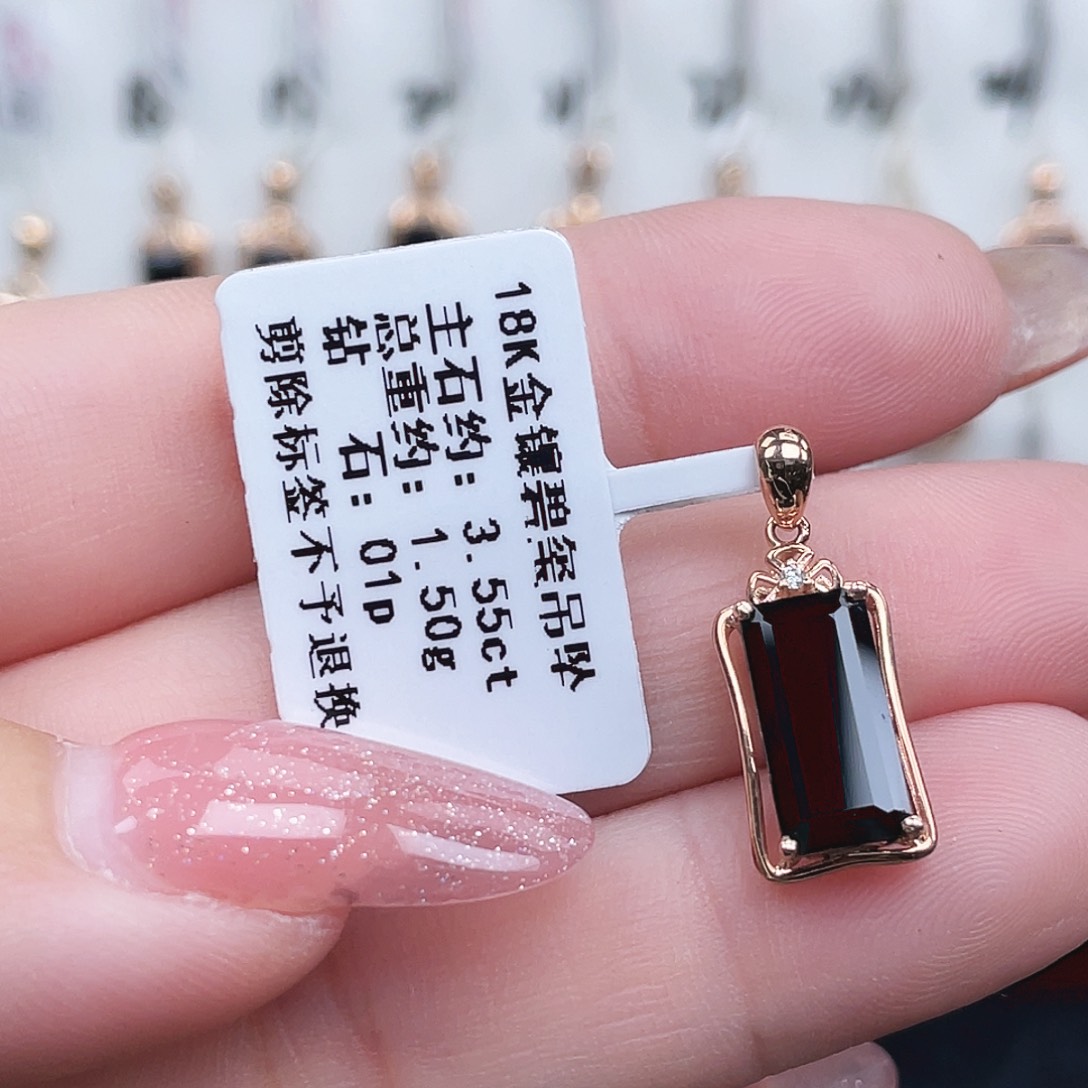 18K金镶碧玺吊坠
主石约：3.55ct
总重约：1.50g
钻 石：01p
剪除标签不予退换